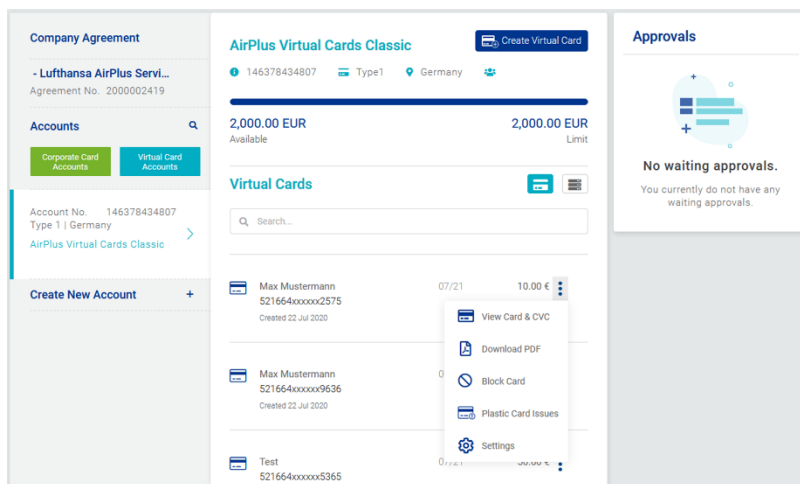 Company Agreement
- Lufthansa AirPlus Servi...
Agreement No. 2000002419
Accounts
Corporate Card
Accounts
Virtual Card
Accounts
Account No. 146378434807
Type 1 | Germany
AirPlus Virtual Cards Classic
Create New Account +
AirPlus Virtual Cards Classic
Create Virtual Card
146378434807 Type1 Germany
2,000.00 EUR 2,000.00 EUR
Available Limit
Virtual Cards
Search...
Max Mustermann 07/21 10.00 €
521664xxxxxx2575
Created 22 Jul 2020
View Card & CVC
Download PDF
Block Card
Plastic Card Issues
Settings
Max Mustermann
521664xxxxxx9636
Created 22 Jul 2020
Test
521664xxxxxx5365
Approvals
No waiting approvals.
You currently do not have any
waiting approvals.